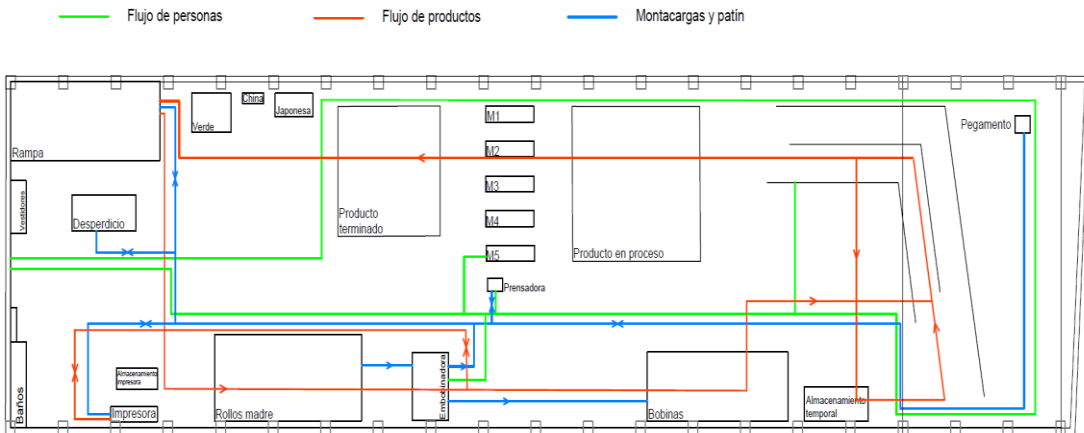 Flujo de personas
Flujo de productos
Montacargas y patín
Rampa
Verde
China
Japonesa
M1
M2
M3
M4
M5
Pegamento
Vestidores
Desperdicio
Producto
terminado
Producto en proceso
Prensadora
Baños
Almacenamiento
impresora
Impresora
Rollos madre
Embobinadora
Bobinas
Almacenamiento
temporal